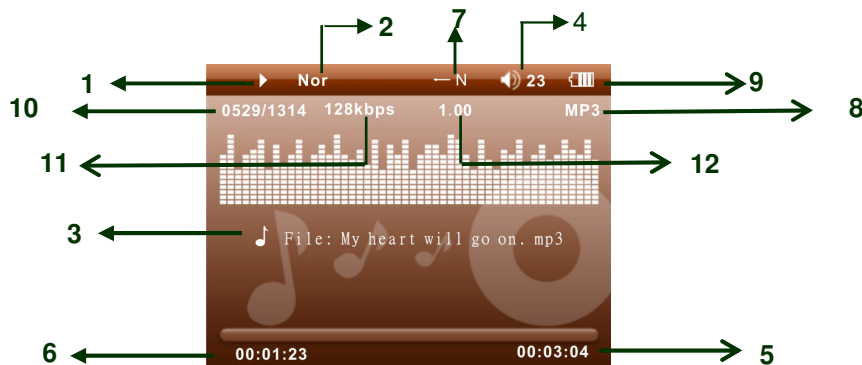 7
2 4
1 Nor ← N 23 9
10 0529/1314 128kbps 1.00 MP3 8
11 12
3 File: My heart will go on. mp3
6 00:01:23 00:03:04 5